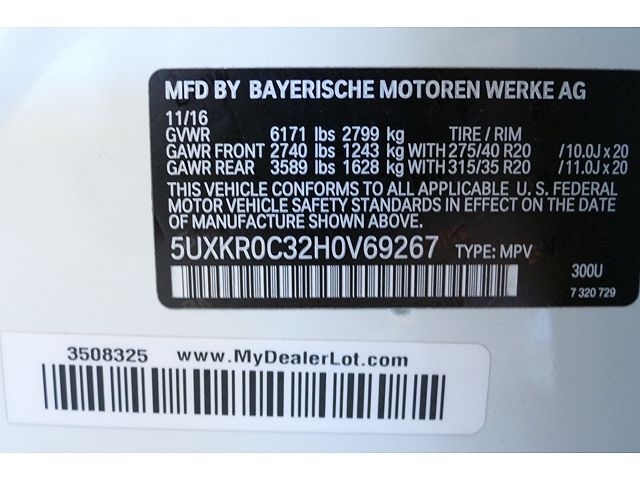 MFD BY BAYERISCHE MOTOREN WERKE AG
11/16
GVWR 6171 lbs 2799 kg TIRE / RIM
GAWR FRONT 2740 lbs 1243 kg WITH 275/40 R20 /10.0J x 20
GAWR REAR 3589 lbs 1628 kg WITH 315/35 R20 /11.0J x 20
THIS VEHICLE CONFORMS TO ALL APPLICABLE U. S. FEDERAL
MOTOR VEHICLE SAFETY STANDARDS IN EFFECT ON THE DATE
OF MANUFACTURE SHOWN ABOVE.
5UXKR0C32H0V69267 TYPE: MPV
300U
7 320 729
3508325 www.MyDealerLot.com